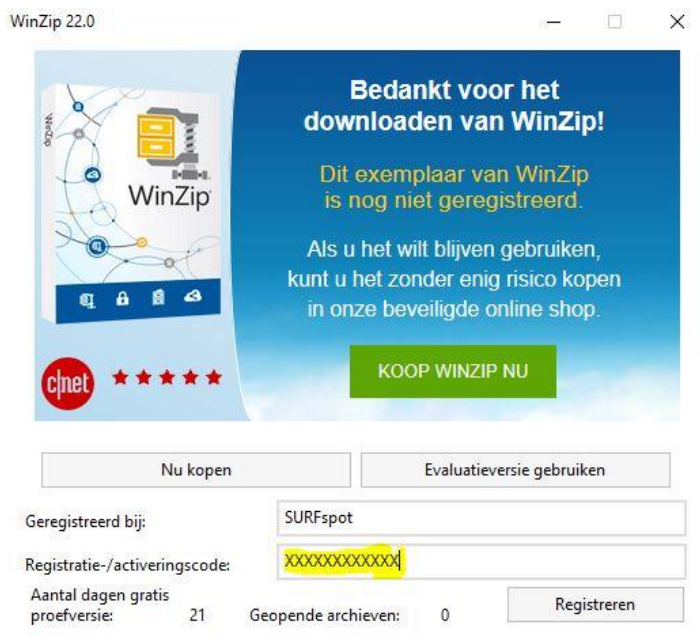 WinZip 22.0
WinZip
WinZip
c|net
Bedankt voor het
downloaden van WinZip!
Dit exemplaar van WinZip
is nog niet geregistreerd.
Als u het wilt blijven gebruiken,
kunt u het zonder enig risico kopen
in onze beveiligde online shop.
KOOP WINZIP NU
Nu kopen
Evaluatieversie gebruiken
Geregistreerd bij:
SURFspot
Registratie-/activeringscode:
XXXXXXXXXXXX
Aantal dagen gratis
proefversie: 21
Geopende archieven: 0
Registreren